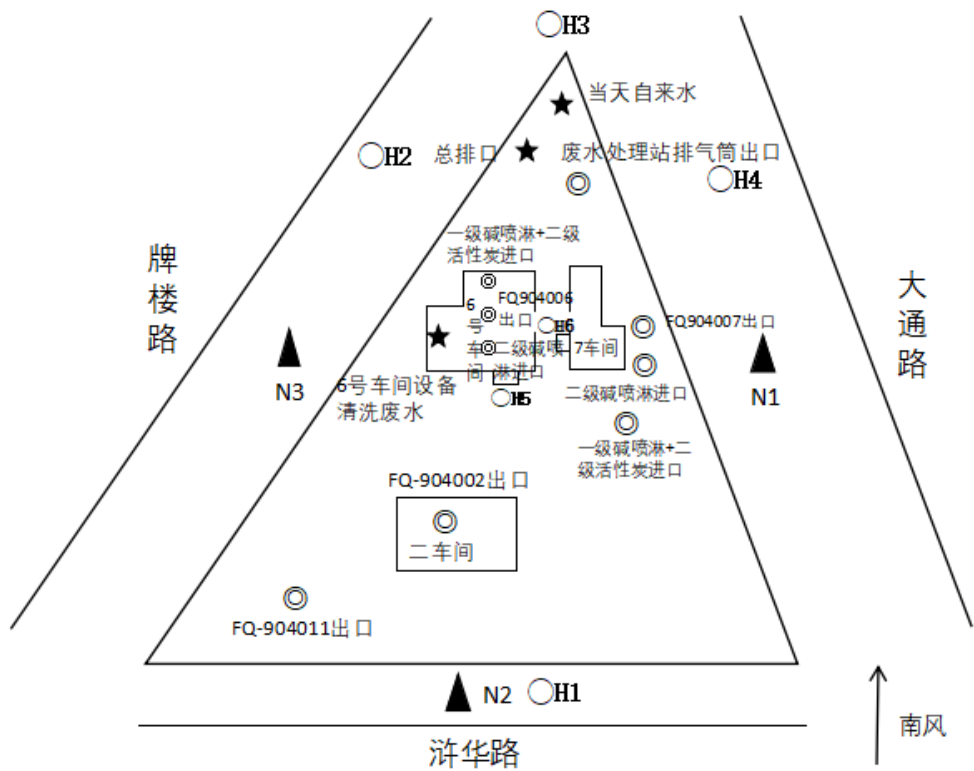 H3
当天自来水
总排口
废水处理站排气筒出口
H2
H4
一级碱喷淋+二级
活性炭进口
牌楼路
大通路
6号车间
FQ904006
出口
H6
FQ904007出口
二级碱喷
淋进口
7车间
N3
N1
6号车间设备
清洗废水
H5
二级碱喷淋进口
一级碱喷淋+二
级活性炭进口
FQ-904002出口
二车间
FQ-904011出口
N2
H1
南风
浒华路